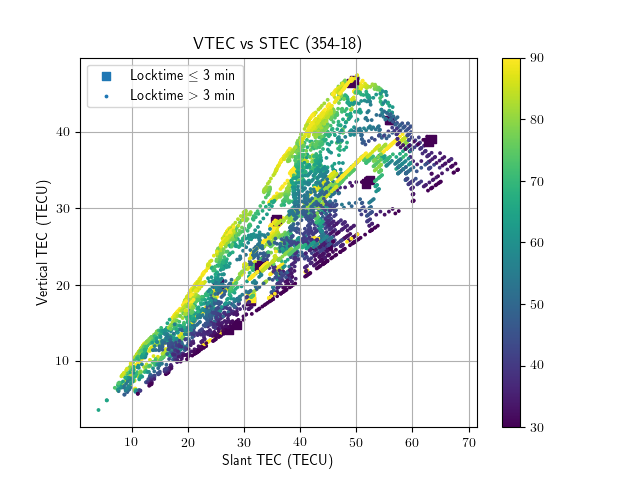 VTEC vs STEC (354-18)
Locktime ≤ 3 min
Locktime > 3 min
Vertical TEC (TECU)
40
30
20
10
10 20 30 40 50 60 70
Slant TEC (TECU)
90
80
70
60
50
40
30